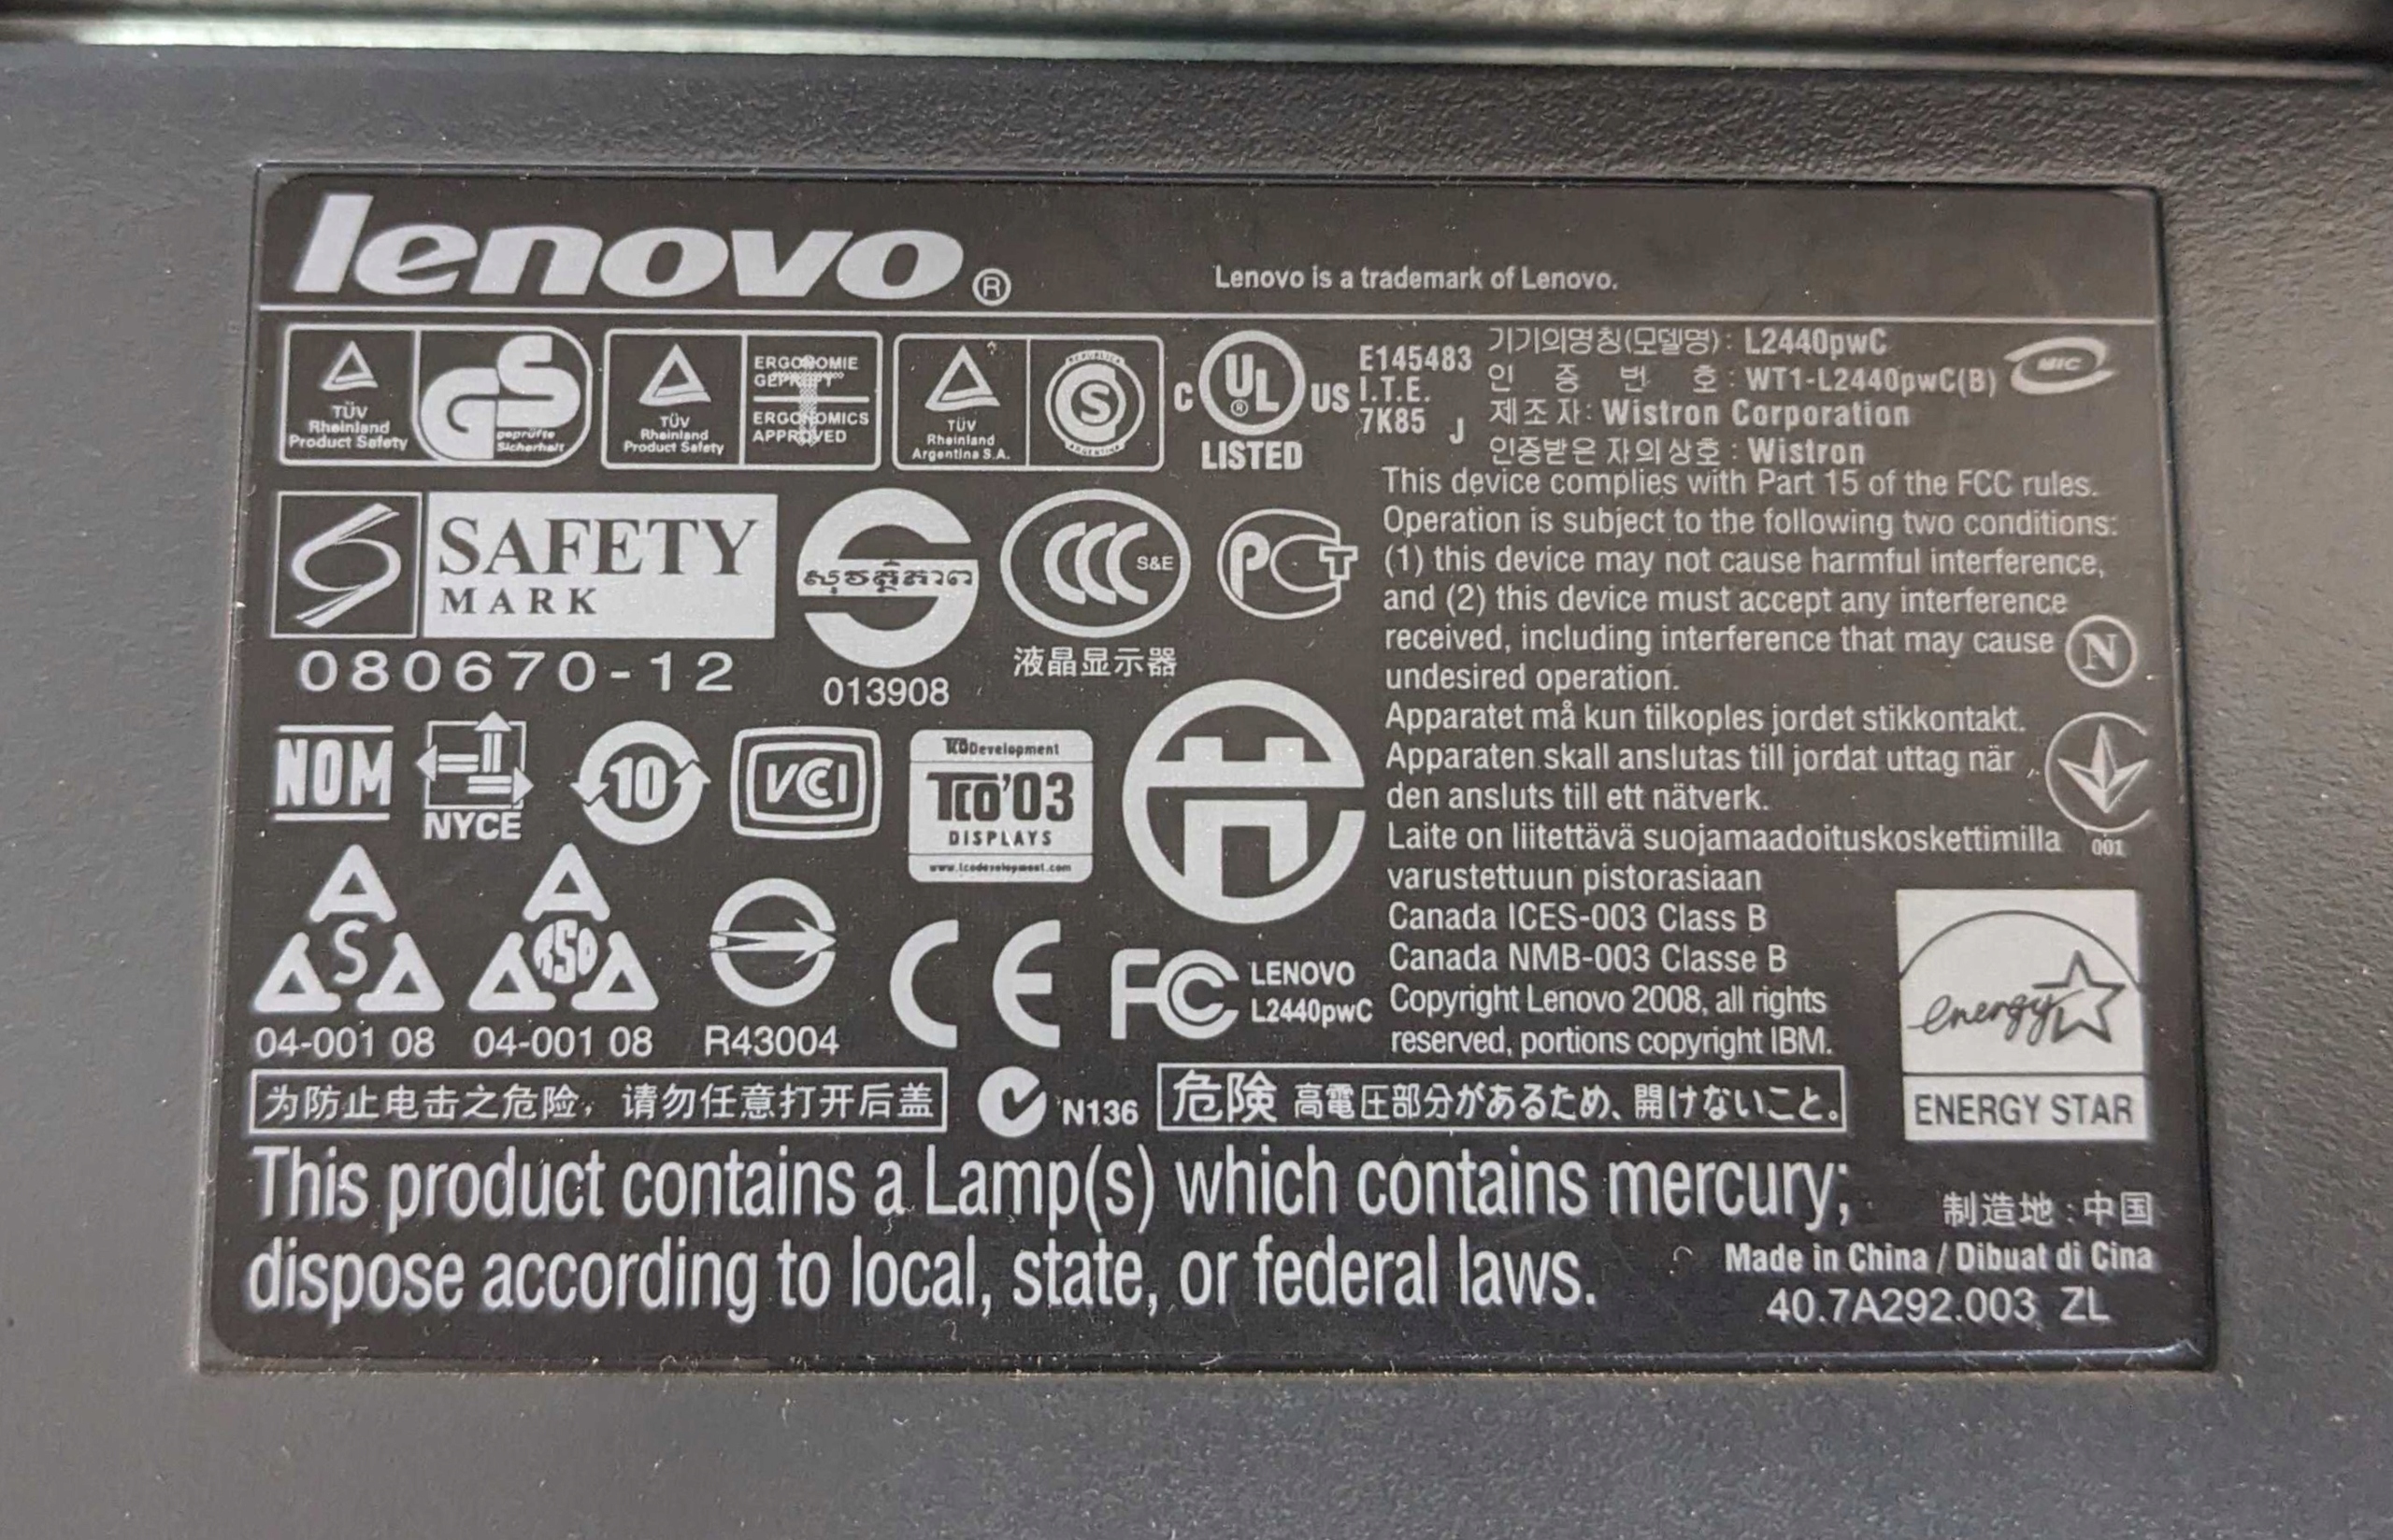 lenovo®
Lenovo is a trademark of Lenovo.
TÜV
Rheinland
Product Safety
GS
geprüfte
Sicherheit
TÜV
Rheinland
Product Safety
ERGONOMIE
GEPRÜFT
ERGONOMICS
APPROVED
TÜV
Rheinland
Argentina S.A.
S
C UL® US
LISTED
E145483
I.T.E.
7K85 J
기기의명칭(모델명): L2440pwC
인 증 번 호: WT1-L2440pwC(B)
제조자: Wistron Corporation
인증받은 자의상호: Wistron
MIC
SAFETY
MARK
080670-12
013908
CCC S&E
液晶显示器
PCT
This device complies with Part 15 of the FCC rules.
Operation is subject to the following two conditions:
(1) this device may not cause harmful interference,
and (2) this device must accept any interference
received, including interference that may cause
undesired operation.
N
Apparatet må kun tilkoples jordet stikkontakt.
Apparaten skall anslutas till jordat uttag när
den ansluts till ett nätverk.
Laite on liitettävä suojamaadoituskoskettimilla
varustettuun pistorasiaan
Canada ICES-003 Class B
Canada NMB-003 Classe B
Copyright Lenovo 2008, all rights
reserved, portions copyright IBM.
001
NOM
NYCE
10
VCI
TCO Development
TCO'03
DISPLAYS
www.tcodevelopment.com
S
04-001 08
04-001 08
R43004
CE
FC
LENOVO
L2440pwC
energy
ENERGY STAR
为防止电击之危险，请勿任意打开后盖
N136
危険 高電圧部分があるため、開けないこと。
This product contains a Lamp(s) which contains mercury;
dispose according to local, state, or federal laws.
制造地:中国
Made in China / Dibuat di Cina
40.7A292.003 ZL